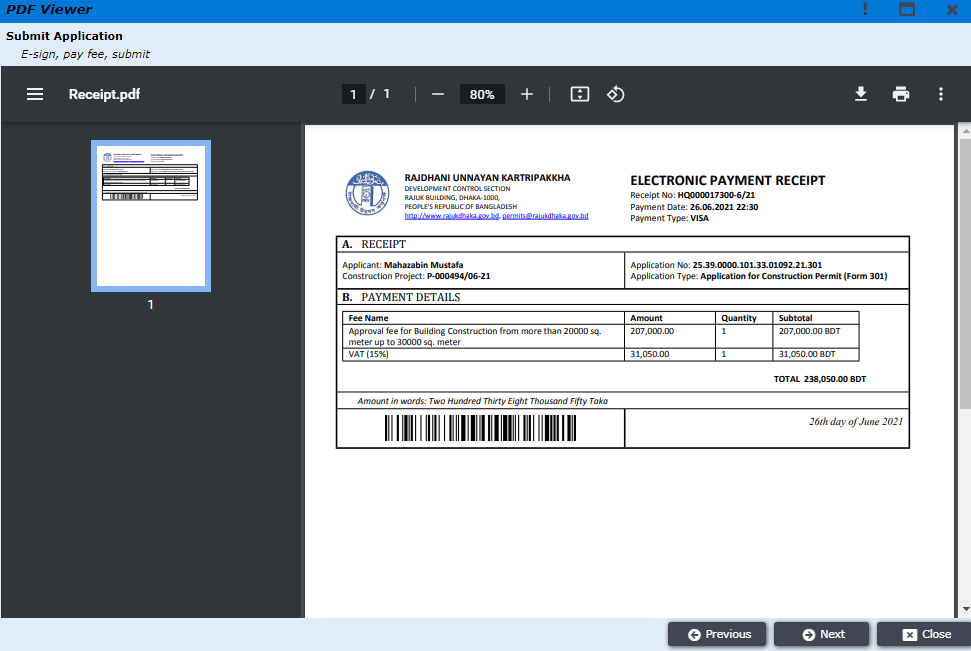 PDF Viewer
Submit Application
E-sign, pay fee, submit
Receipt.pdf
1 / 1
80%
1
RAJDHANI UNNAYAN KARTRIPAKKHA
DEVELOPMENT CONTROL SECTION
RAJUK BUILDING, DHAKA-1000,
PEOPLE'S REPUBLIC OF BANGLADESH
http://www.rajukdhaka.gov.bd, permits@rajukdhaka.gov.bd
ELECTRONIC PAYMENT RECEIPT
Receipt No: HQ000017300-6/21
Payment Date: 26.06.2021 22:30
Payment Type: VISA
A. RECEIPT
Applicant: Mahazabin Mustafa
Construction Project: P-000494/06-21
Application No: 25.39.0000.101.33.01092.21.301
Application Type: Application for Construction Permit (Form 301)
B. PAYMENT DETAILS
Fee Name Amount Quantity Subtotal
Approval fee for Building Construction from more than 20000 sq. 207,000.00 1 207,000.00 BDT
meter up to 30000 sq. meter
VAT (15%) 31,050.00 1 31,050.00 BDT
TOTAL 238,050.00 BDT
Amount in words: Two Hundred Thirty Eight Thousand Fifty Taka
26th day of June 2021
Previous Next Close